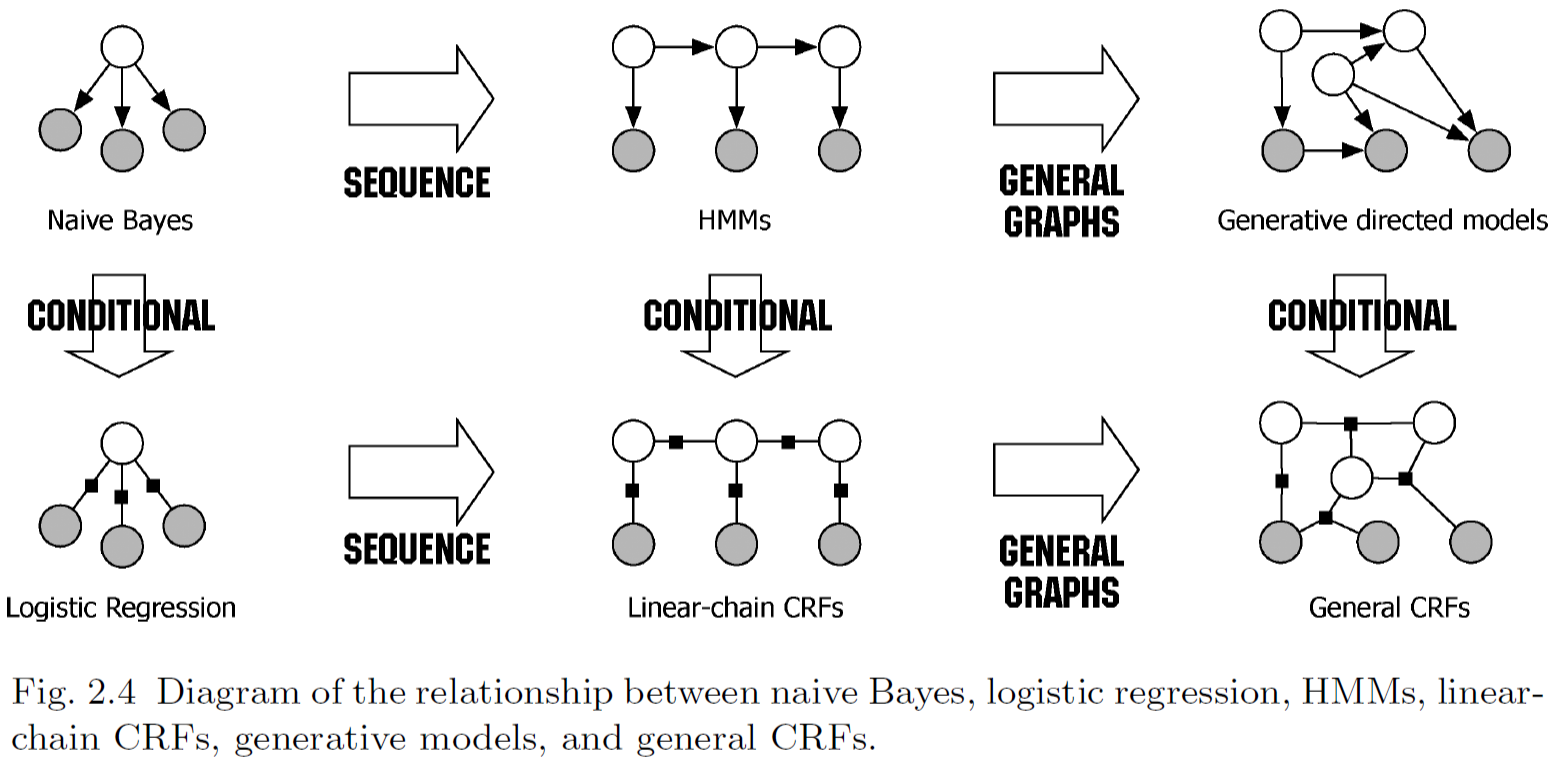 SEQUENCE
GENERAL
GRAPHS
Naive Bayes
HMMs
Generative directed models
CONDITIONAL
CONDITIONAL
CONDITIONAL
SEQUENCE
GENERAL
GRAPHS
Logistic Regression
Linear-chain CRFs
General CRFs
Fig. 2.4 Diagram of the relationship between naive Bayes, logistic regression, HMMs, linear-
chain CRFs, generative models, and general CRFs.